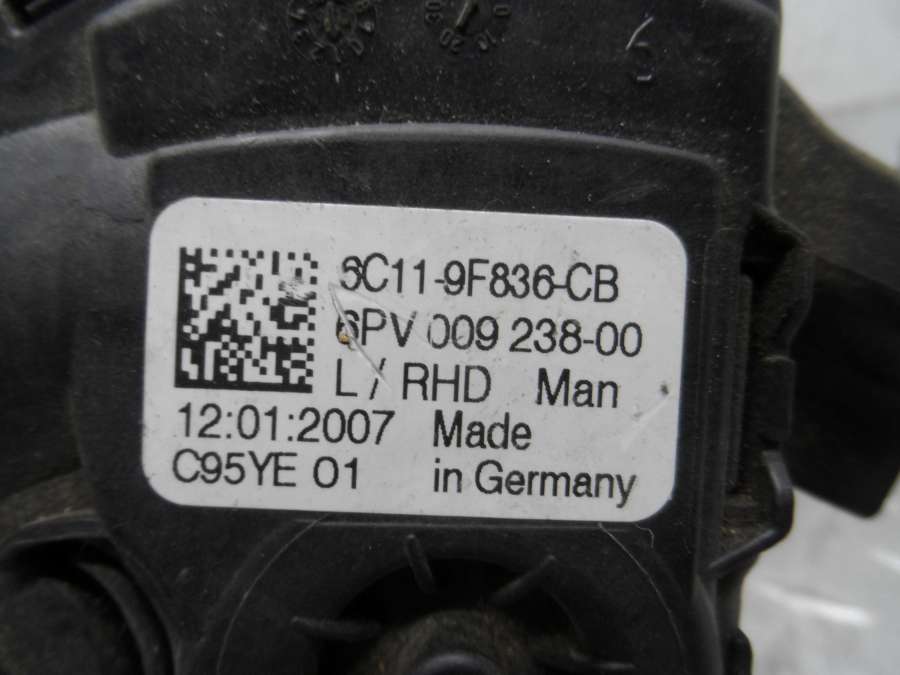 6C11-9F836-CB
6PV 009 238-00
L / RHD Man
12:01:2007 Made
C95YE 01 in Germany